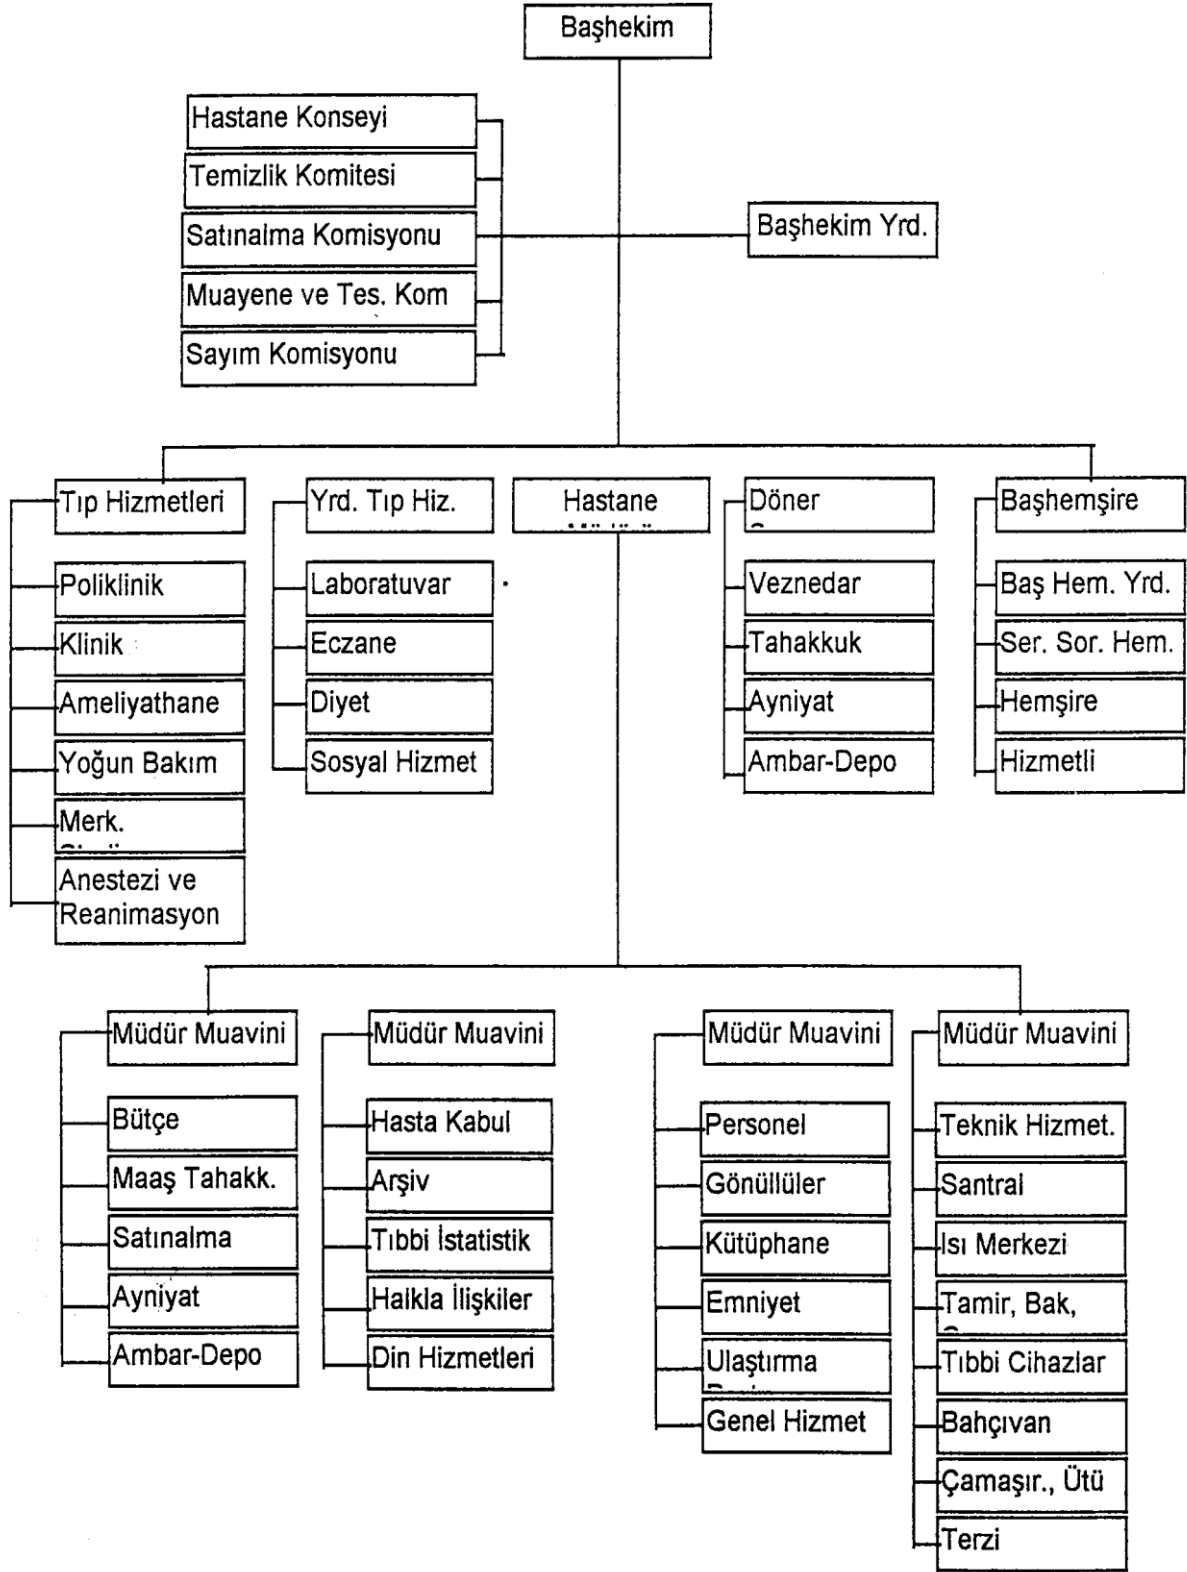 Başhekim
Hastane Konseyi
Temizlik Komitesi
Satınalma Komisyonu
Muayene ve Tes. Kom
Sayım Komisyonu
Başhekim Yrd.
Tıp Hizmetleri
Poliklinik
Klinik
Ameliyathane
Yoğun Bakım
Merk.
Anestezi ve
Reanimasyon
Yrd. Tıp Hiz.
Laboratuvar
Eczane
Diyet
Sosyal Hizmet
Hastane
Döner
Veznedar
Tahakkuk
Ayniyat
Ambar-Depo
Başhemşire
Baş Hem. Yrd.
Ser. Sor. Hem.
Hemşire
Hizmetli
Müdür Muavini
Bütçe
Maaş Tahakk.
Satınalma
Ayniyat
Ambar-Depo
Müdür Muavini
Hasta Kabul
Arşiv
Tıbbi İstatistik
Halkla İlişkiler
Din Hizmetleri
Müdür Muavini
Personel
Gönüllüler
Kütüphane
Emniyet
Ulaştırma
Genel Hizmet
Müdür Muavini
Teknik Hizmet.
Santral
Isı Merkezi
Tamir, Bak,
Tıbbi Cihazlar
Bahçıvan
Çamaşır., Ütü
Terzi